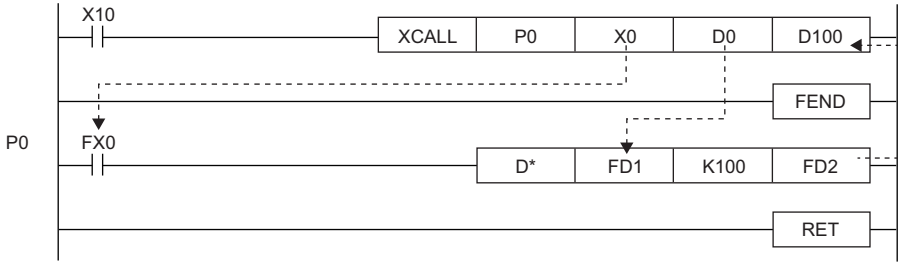 X10
XCALL P0 X0 D0 D100
FEND
P0 FX0
D* FD1 K100 FD2
RET